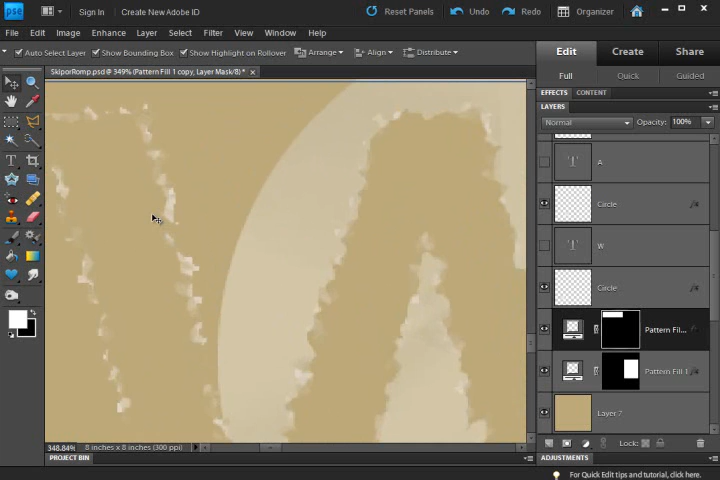 pse Sign In Create New Adobe ID Reset Panels Undo Redo Organizer
File Edit Image Enhance Layer Select Filter View Window Help
Auto Select Layer Show Bounding Box Show Highlight on Rollover Arrange Align Distribute Edit Create Share
SkiporRomp.psd @ 349% (Pattern Fill 1 copy, Layer Mask/8) * × Full Quick Guided
EFFECTS CONTENT
LAYERS
Normal Opacity: 100%
T A
Circle
T W
Circle
Pattern Fil...
Pattern Fill 1
Layer 7
348.84% 8 inches x 8 inches (300 ppi) Lock:
PROJECT BIN ADJUSTMENTS
For Quick Edit tips and tutorial, click here.